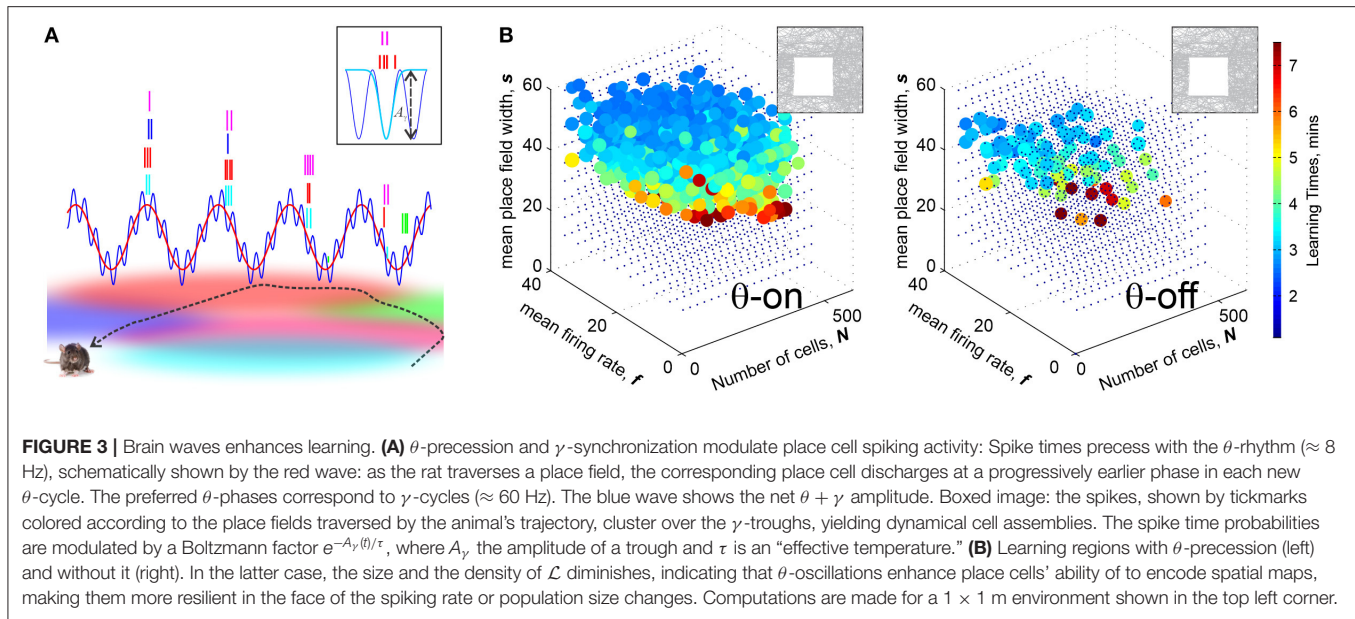 A
A
B
60
40
20
0
40
20
0
0
500
mean place field width, s
mean firing rate, f
Number of cells, N
θ-on
60
40
20
0
40
20
0
0
500
mean place field width, s
mean firing rate, f
Number of cells, N
θ-off
7
6
5
4
3
2
Learning Times, mins
FIGURE 3 | Brain waves enhances learning. (A) θ-precession and γ-synchronization modulate place cell spiking activity: Spike times precess with the θ-rhythm (≈ 8
Hz), schematically shown by the red wave: as the rat traverses a place field, the corresponding place cell discharges at a progressively earlier phase in each new
θ-cycle. The preferred θ-phases correspond to γ-cycles (≈ 60 Hz). The blue wave shows the net θ + γ amplitude. Boxed image: the spikes, shown by tickmarks
colored according to the place fields traversed by the animal's trajectory, cluster over the γ-troughs, yielding dynamical cell assemblies. The spike time probabilities
are modulated by a Boltzmann factor e^{−Aγ(t)/τ}, where Aγ the amplitude of a trough and τ is an "effective temperature." (B) Learning regions with θ-precession (left)
and without it (right). In the latter case, the size and the density of ℒ diminishes, indicating that θ-oscillations enhance place cells' ability of to encode spatial maps,
making them more resilient in the face of the spiking rate or population size changes. Computations are made for a 1 × 1 m environment shown in the top left corner.